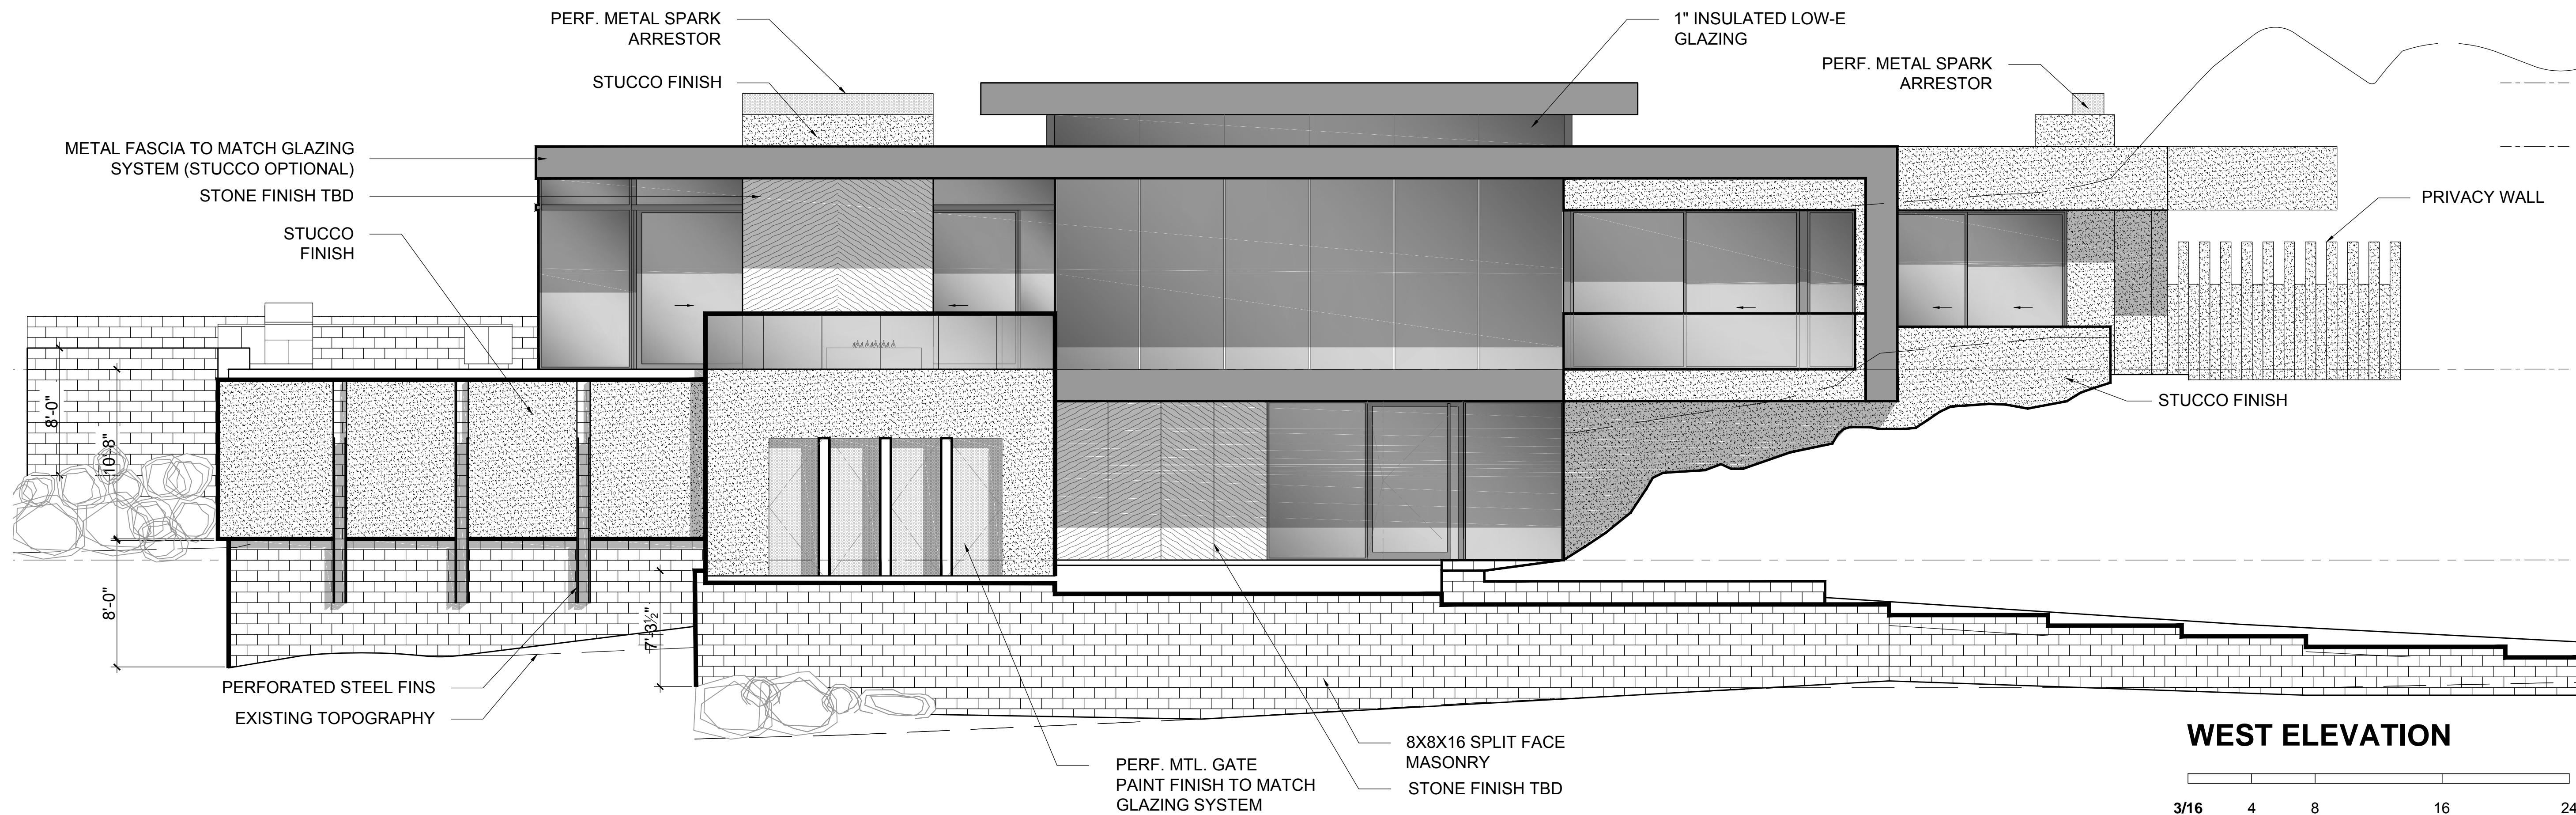 PERF. METAL SPARK
ARRESTOR
STUCCO FINISH
1" INSULATED LOW-E
GLAZING
PERF. METAL SPARK
ARRESTOR
METAL FASCIA TO MATCH GLAZING
SYSTEM (STUCCO OPTIONAL)
STONE FINISH TBD
STUCCO
FINISH
PRIVACY WALL
STUCCO FINISH
8'-0"
10'-8"
8'-0"
7'-3½"
PERFORATED STEEL FINS
EXISTING TOPOGRAPHY
PERF. MTL. GATE
PAINT FINISH TO MATCH
GLAZING SYSTEM
8X8X16 SPLIT FACE
MASONRY
STONE FINISH TBD
WEST ELEVATION
3/16 4 8 16 24